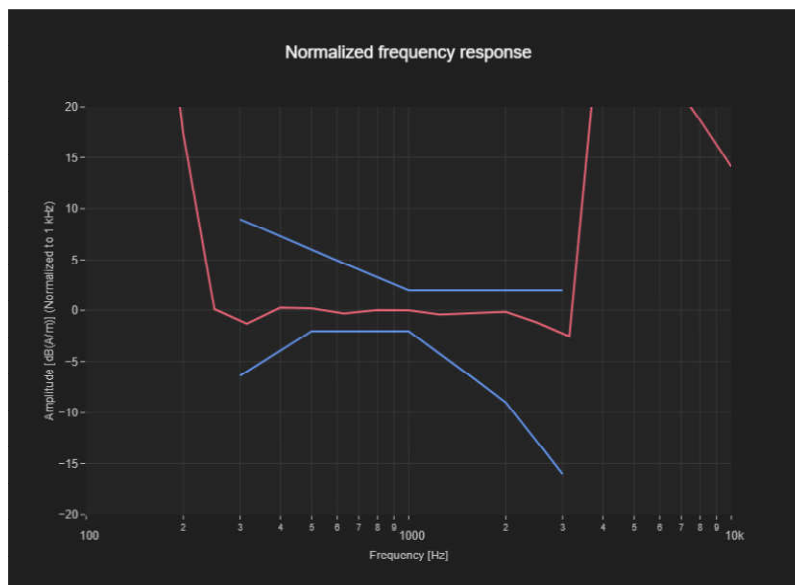 Normalized frequency response
Amplitude [dB(A/m)] (Normalized to 1 kHz)
20
15
10
5
0
−5
−10
−15
−20
100 2 3 4 5 6 7 8 9 1000 2 3 4 5 6 7 8 9 10k
Frequency [Hz]